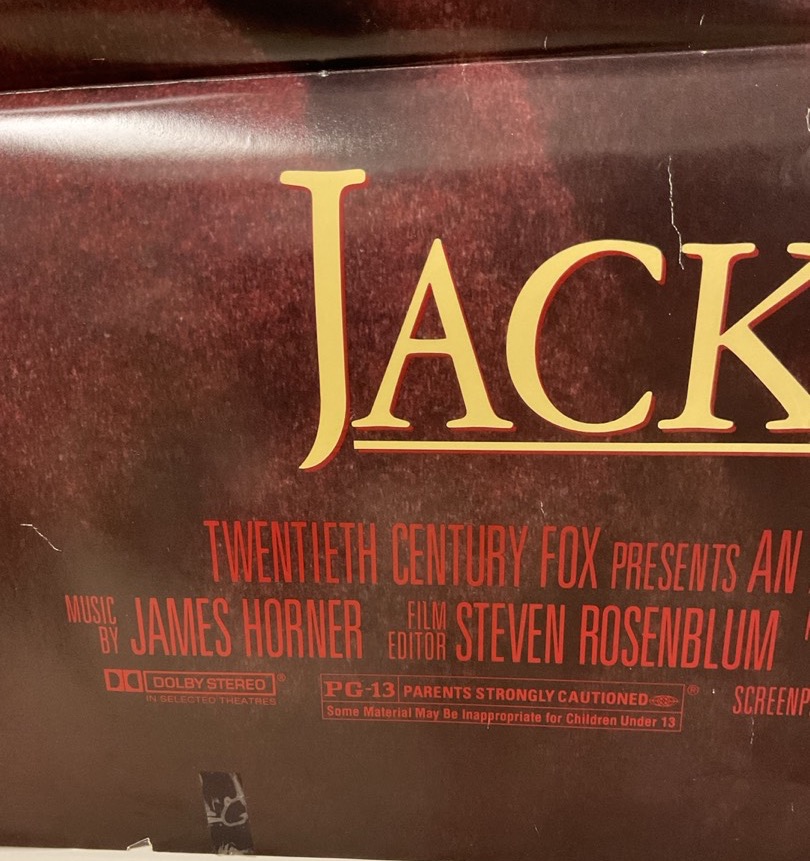 JACK
TWENTIETH CENTURY FOX PRESENTS AN
MUSIC BY JAMES HORNER FILM EDITOR STEVEN ROSENBLUM
DOLBY STEREO ®
IN SELECTED THEATRES
PG-13 PARENTS STRONGLY CAUTIONED ®
Some Material May Be Inappropriate for Children Under 13
SCREENP